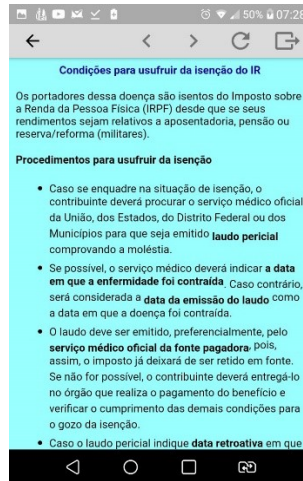 50% 07:28
Condições para usufruir da isenção do IR
Os portadores dessa doença são isentos do Imposto sobre
a Renda da Pessoa Física (IRPF) desde que se seus
rendimentos sejam relativos a aposentadoria, pensão ou
reserva/reforma (militares).
Procedimentos para usufruir da isenção
• Caso se enquadre na situação de isenção, o
contribuinte deverá procurar o serviço médico oficial
da União, dos Estados, do Distrito Federal ou dos
Municípios para que seja emitido laudo pericial
comprovando a moléstia.
• Se possível, o serviço médico deverá indicar a data
em que a enfermidade foi contraída. Caso contrário,
será considerada a data da emissão do laudo como
a data em que a doença foi contraída.
• O laudo deve ser emitido, preferencialmente, pelo
serviço médico oficial da fonte pagadora, pois,
assim, o imposto já deixará de ser retido em fonte.
Se não for possível, o contribuinte deverá entregá-lo
no órgão que realiza o pagamento do benefício e
verificar o cumprimento das demais condições para
o gozo da isenção.
• Caso o laudo pericial indique data retroativa em que